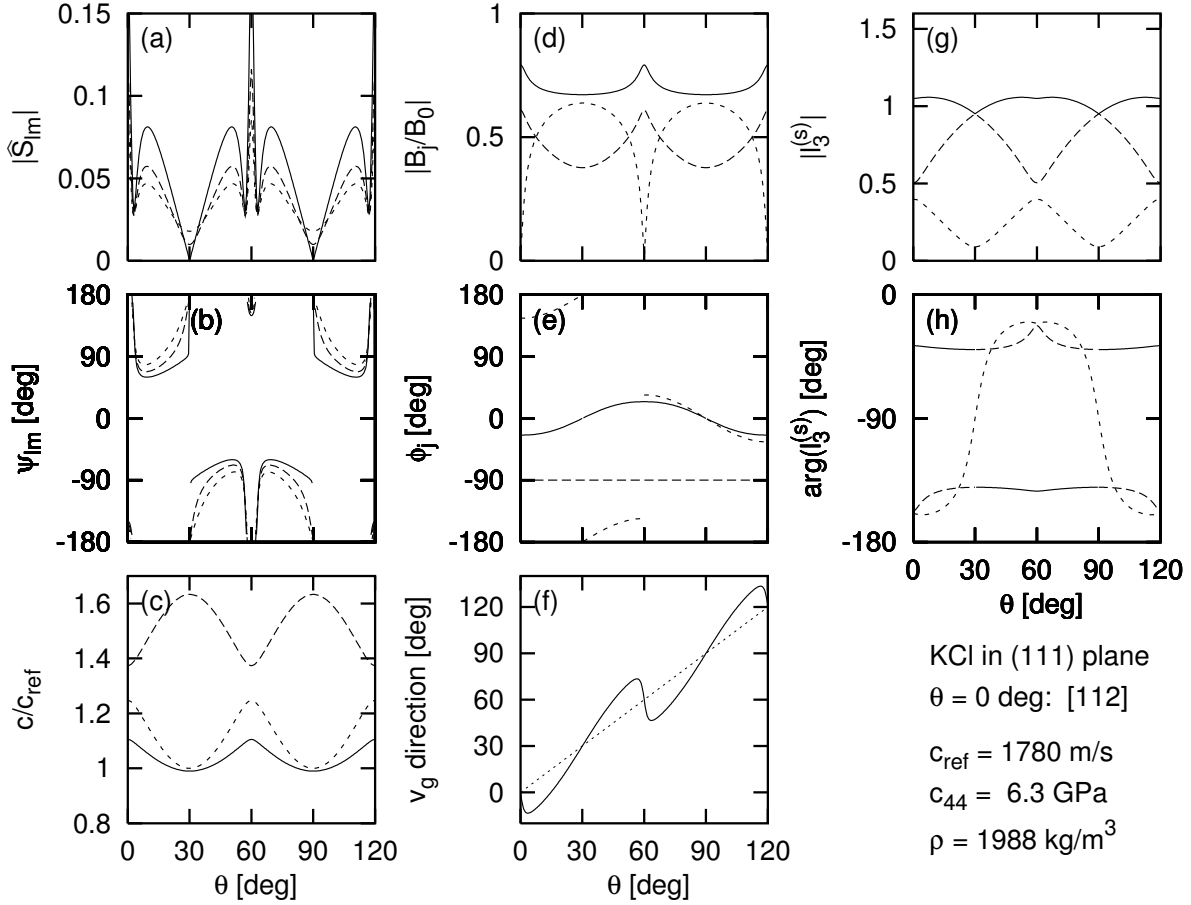 (a)
|Ŝlm|
0.15
0.1
0.05
0
(d)
|Bj/B0|
1
0.5
0
(g)
|I3(s)|
1.5
1
0.5
0
(b)
ψlm [deg]
180
90
0
-90
-180
(e)
ϕj [deg]
180
90
0
-90
-180
(h)
arg(I3(s)) [deg]
0
-90
-180
0 30 60 90 120
θ [deg]
(c)
c/cref
1.6
1.4
1.2
1
0.8
0 30 60 90 120
θ [deg]
(f)
vg direction [deg]
120
90
60
30
0
0 30 60 90 120
θ [deg]
KCl in (111) plane
θ = 0 deg: [112]
cref = 1780 m/s
c44 = 6.3 GPa
ρ = 1988 kg/m3